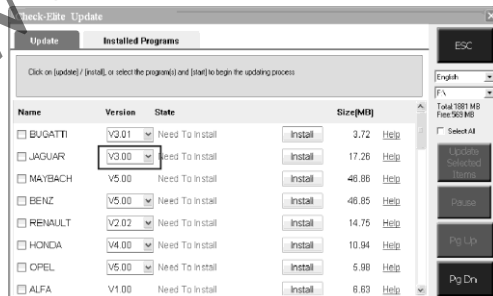 Check-Elite Update
Update Installed Programs
ESC
Click on [update] / [install], or select the program(s) and [start] to begin the updating process
English
F:\
Total:1881 MB
Free:569 MB
Select All
Name Version State Size(MB)
BUGATTI V3.01 Need To Install Install 3.72 Help
JAGUAR V3.00 Need To Install Install 17.26 Help
MAYBACH V5.00 Need To Install Install 46.86 Help
BENZ V5.00 Need To Install Install 46.85 Help
RENAULT V2.02 Need To Install Install 14.75 Help
HONDA V4.00 Need To Install Install 10.94 Help
OPEL V5.00 Need To Install Install 5.98 Help
ALFA V1.00 Need To Install Install 6.63 Help
Update
Selected
Items
Pause
Pg Up
Pg Dn